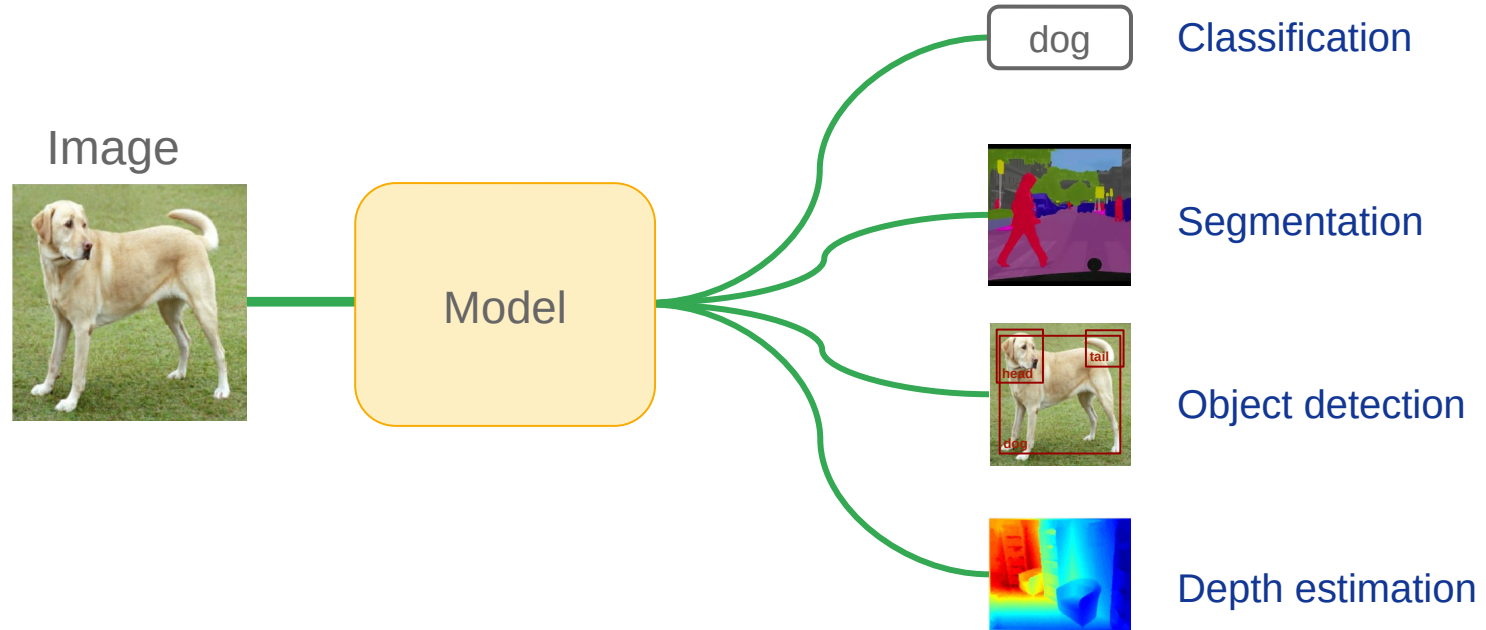 Image
Model
dog
Classification
Segmentation
head
tail
dog
Object detection
Depth estimation